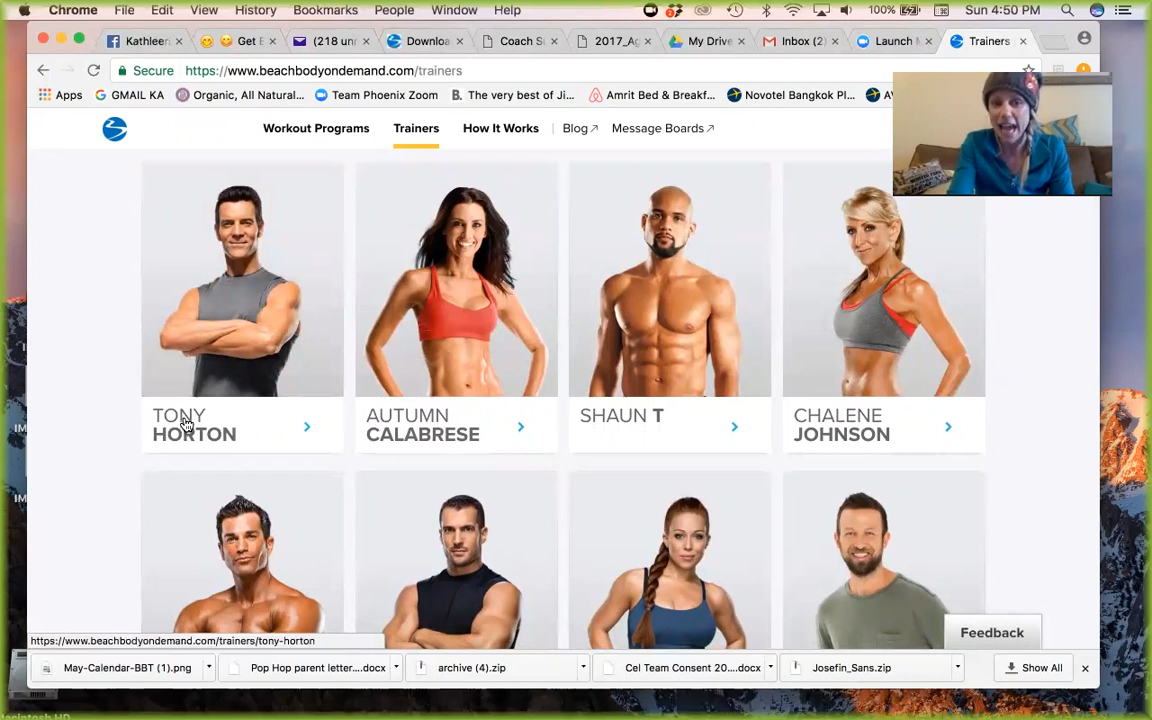 Chrome File Edit View History Bookmarks People Window Help 100% Sun 4:50 PM
Kathleen Get E (218 unr Downloa Coach Su 2017_Ag My Drive Inbox (2) Launch M Trainers
Secure https://www.beachbodyondemand.com/trainers
Apps GMAIL KA Organic, All Natural... Team Phoenix Zoom B. The very best of Ji... Amrit Bed & Breakf... Novotel Bangkok Pl...
Workout Programs Trainers How It Works Blog Message Boards
TONY
HORTON
AUTUMN
CALABRESE
SHAUN T
CHALENE
JOHNSON
Feedback
https://www.beachbodyondemand.com/trainers/tony-horton
May-Calendar-BBT (1).png Pop Hop parent letter....docx archive (4).zip Cel Team Consent 20....docx Josefin_Sans.zip Show All